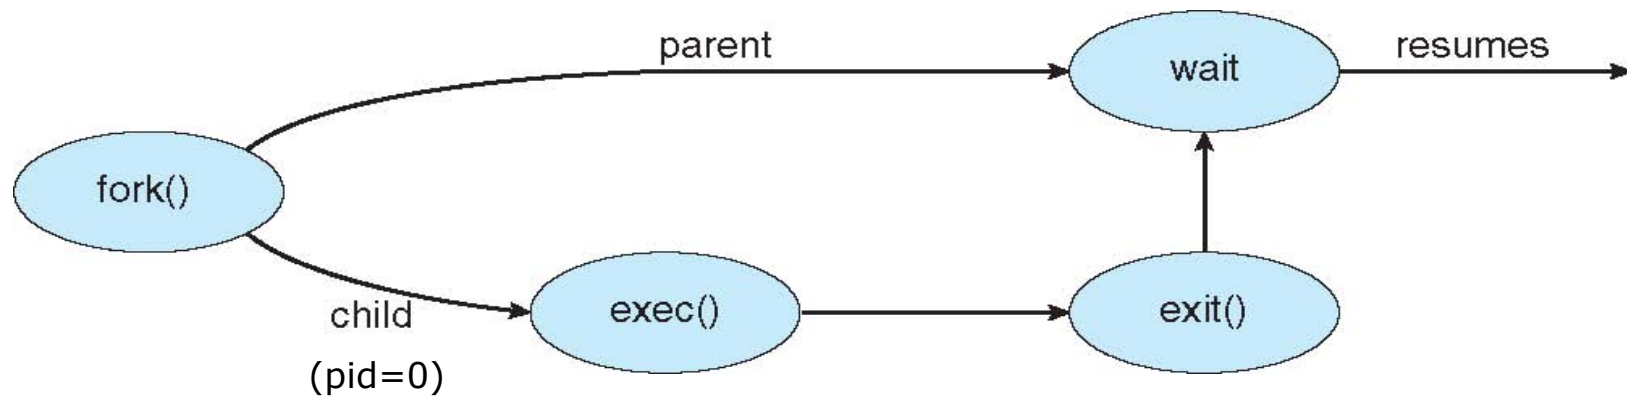 parent
wait
resumes
fork()
child
(pid=0)
exec()
exit()